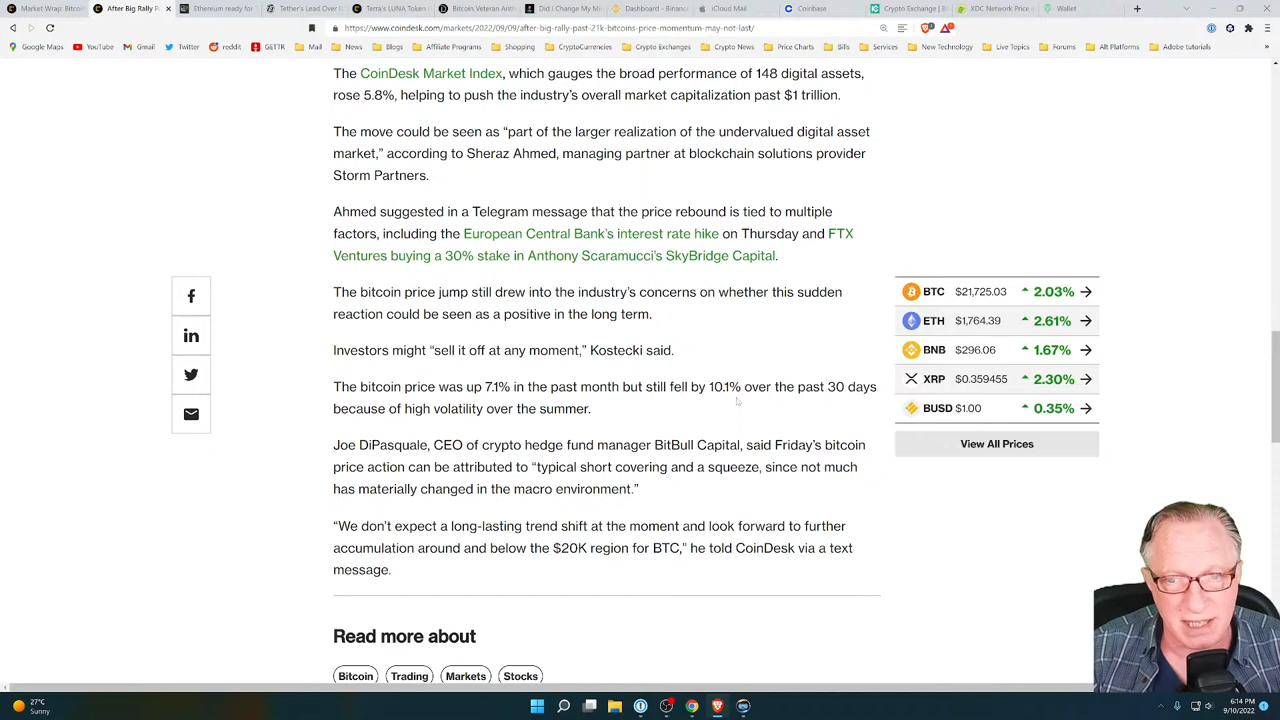 Market Wrap: Bitcoin
After Big Rally P
Ethereum ready for
Tether's Lead Over
Terra's LUNA Token
Bitcoin Veteran Anth
Did I Change My Mi
Dashboard - Binanc
iCloud Mail
Coinbase
Crypto Exchange | Bi
XDC Network Price i
Wallet
https://www.coindesk.com/markets/2022/09/09/after-big-rally-past-21k-bitcoins-price-momentum-may-not-last/
Google Maps
YouTube
Gmail
Twitter
reddit
GETTR
Mail
News
Blogs
Affiliate Programs
Shopping
CryptoCurrencies
Crypto Exchanges
Crypto News
Price Charts
Bills
Services
New Technology
Live Topics
Forums
Alt Platforms
Adobe tutorials
The CoinDesk Market Index, which gauges the broad performance of 148 digital assets,
rose 5.8%, helping to push the industry's overall market capitalization past $1 trillion.
The move could be seen as “part of the larger realization of the undervalued digital asset
market,” according to Sheraz Ahmed, managing partner at blockchain solutions provider
Storm Partners.
Ahmed suggested in a Telegram message that the price rebound is tied to multiple
factors, including the European Central Bank's interest rate hike on Thursday and FTX
Ventures buying a 30% stake in Anthony Scaramucci's SkyBridge Capital.
The bitcoin price jump still drew into the industry's concerns on whether this sudden
reaction could be seen as a positive in the long term.
Investors might “sell it off at any moment,” Kostecki said.
The bitcoin price was up 7.1% in the past month but still fell by 10.1% over the past 30 days
because of high volatility over the summer.
Joe DiPasquale, CEO of crypto hedge fund manager BitBull Capital, said Friday's bitcoin
price action can be attributed to “typical short covering and a squeeze, since not much
has materially changed in the macro environment.”
“We don't expect a long-lasting trend shift at the moment and look forward to further
accumulation around and below the $20K region for BTC,” he told CoinDesk via a text
message.
Read more about
Bitcoin
Trading
Markets
Stocks
BTC $21,725.03 2.03%
ETH $1,764.39 2.61%
BNB $296.06 1.67%
XRP $0.359455 2.30%
BUSD $1.00 0.35%
View All Prices
27°C
Sunny
6:14 PM
9/10/2022